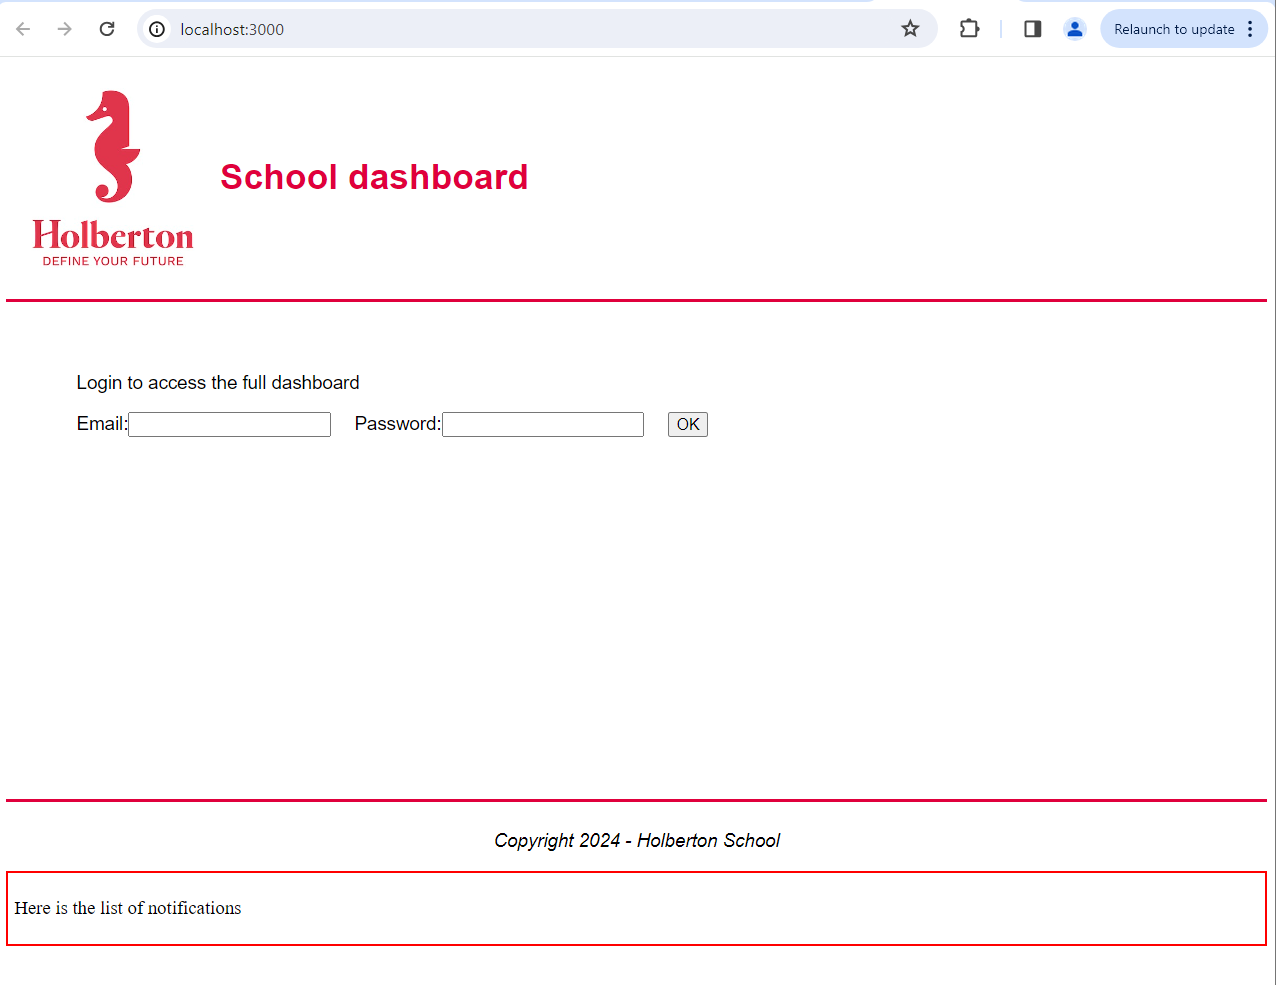 localhost:3000
Relaunch to update
Holberton
DEFINE YOUR FUTURE
School dashboard
Login to access the full dashboard
Email: Password: OK
Copyright 2024 - Holberton School
Here is the list of notifications